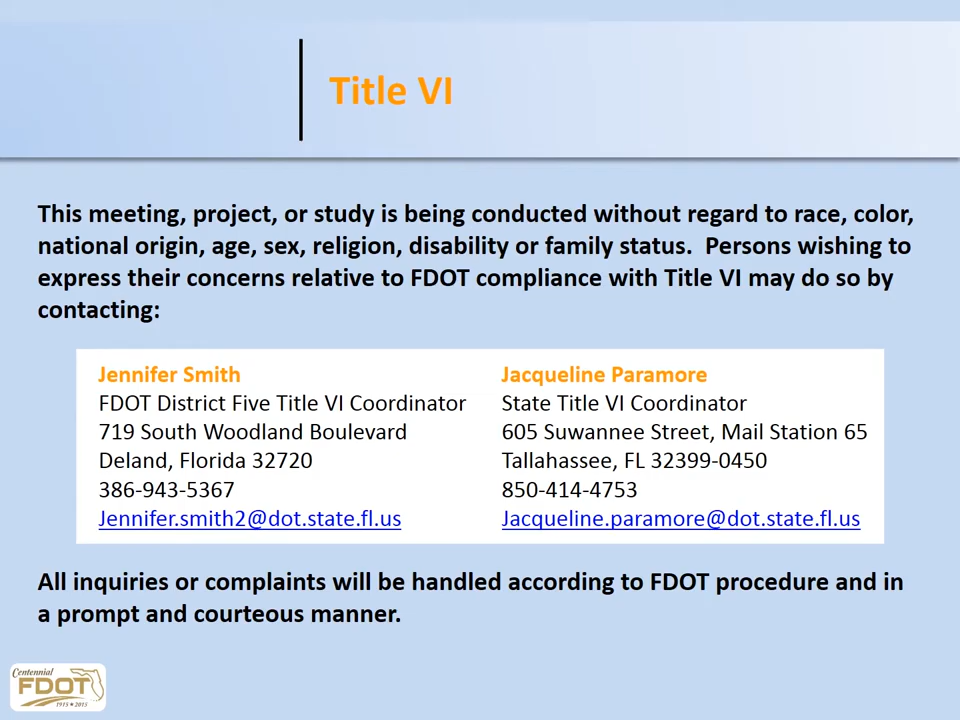 Title VI
This meeting, project, or study is being conducted without regard to race, color,
national origin, age, sex, religion, disability or family status.  Persons wishing to
express their concerns relative to FDOT compliance with Title VI may do so by
contacting:
Jennifer Smith
FDOT District Five Title VI Coordinator
719 South Woodland Boulevard
Deland, Florida 32720
386-943-5367
Jennifer.smith2@dot.state.fl.us
Jacqueline Paramore
State Title VI Coordinator
605 Suwannee Street, Mail Station 65
Tallahassee, FL 32399-0450
850-414-4753
Jacqueline.paramore@dot.state.fl.us
All inquiries or complaints will be handled according to FDOT procedure and in
a prompt and courteous manner.
Centennial
FDOT
1915★2015